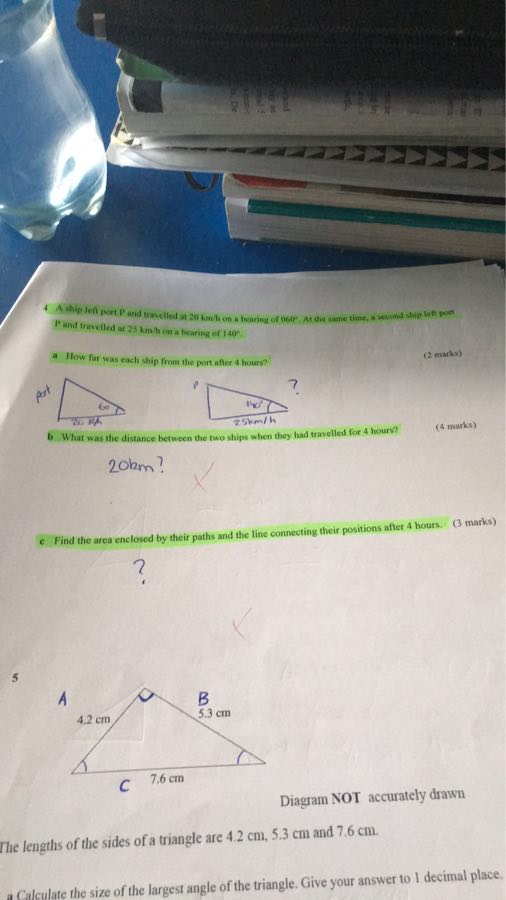 4 A ship left port P and travelled at 20 km/h on a bearing of 060°. At the same time, a second ship left port
P and travelled at 25 km/h on a bearing of 140°.
a How far was each ship from the port after 4 hours?
(2 marks)
port
60
P
140°
?
25km/h
b What was the distance between the two ships when they had travelled for 4 hours?
(4 marks)
20km?
c Find the area enclosed by their paths and the line connecting their positions after 4 hours. (3 marks)
?
5
A
B
4.2 cm
5.3 cm
C
7.6 cm
Diagram NOT accurately drawn
The lengths of the sides of a triangle are 4.2 cm, 5.3 cm and 7.6 cm.
a Calculate the size of the largest angle of the triangle. Give your answer to 1 decimal place.